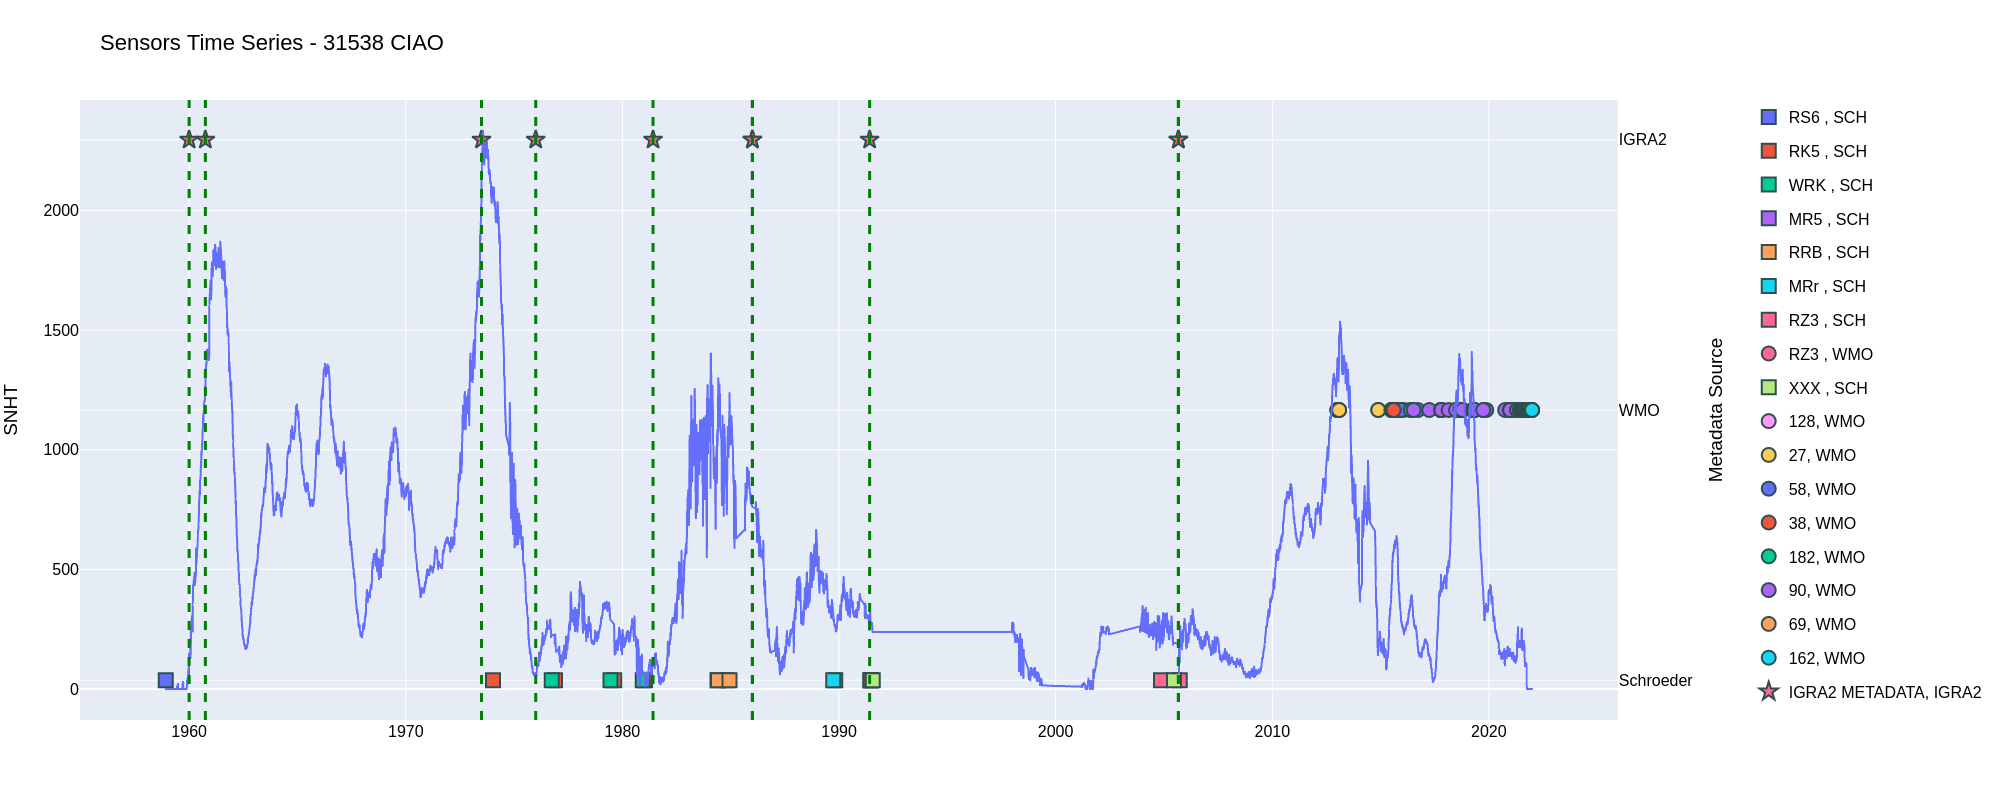 Sensors Time Series - 31538 CIAO
SNHT
2000
1500
1000
500
0
1960
1970
1980
1990
2000
2010
2020
IGRA2
WMO
Schroeder
Metadata Source
RS6 , SCH
RK5 , SCH
WRK , SCH
MR5 , SCH
RRB , SCH
MRr , SCH
RZ3 , SCH
RZ3 , WMO
XXX , SCH
128, WMO
27, WMO
58, WMO
38, WMO
182, WMO
90, WMO
69, WMO
162, WMO
IGRA2 METADATA, IGRA2